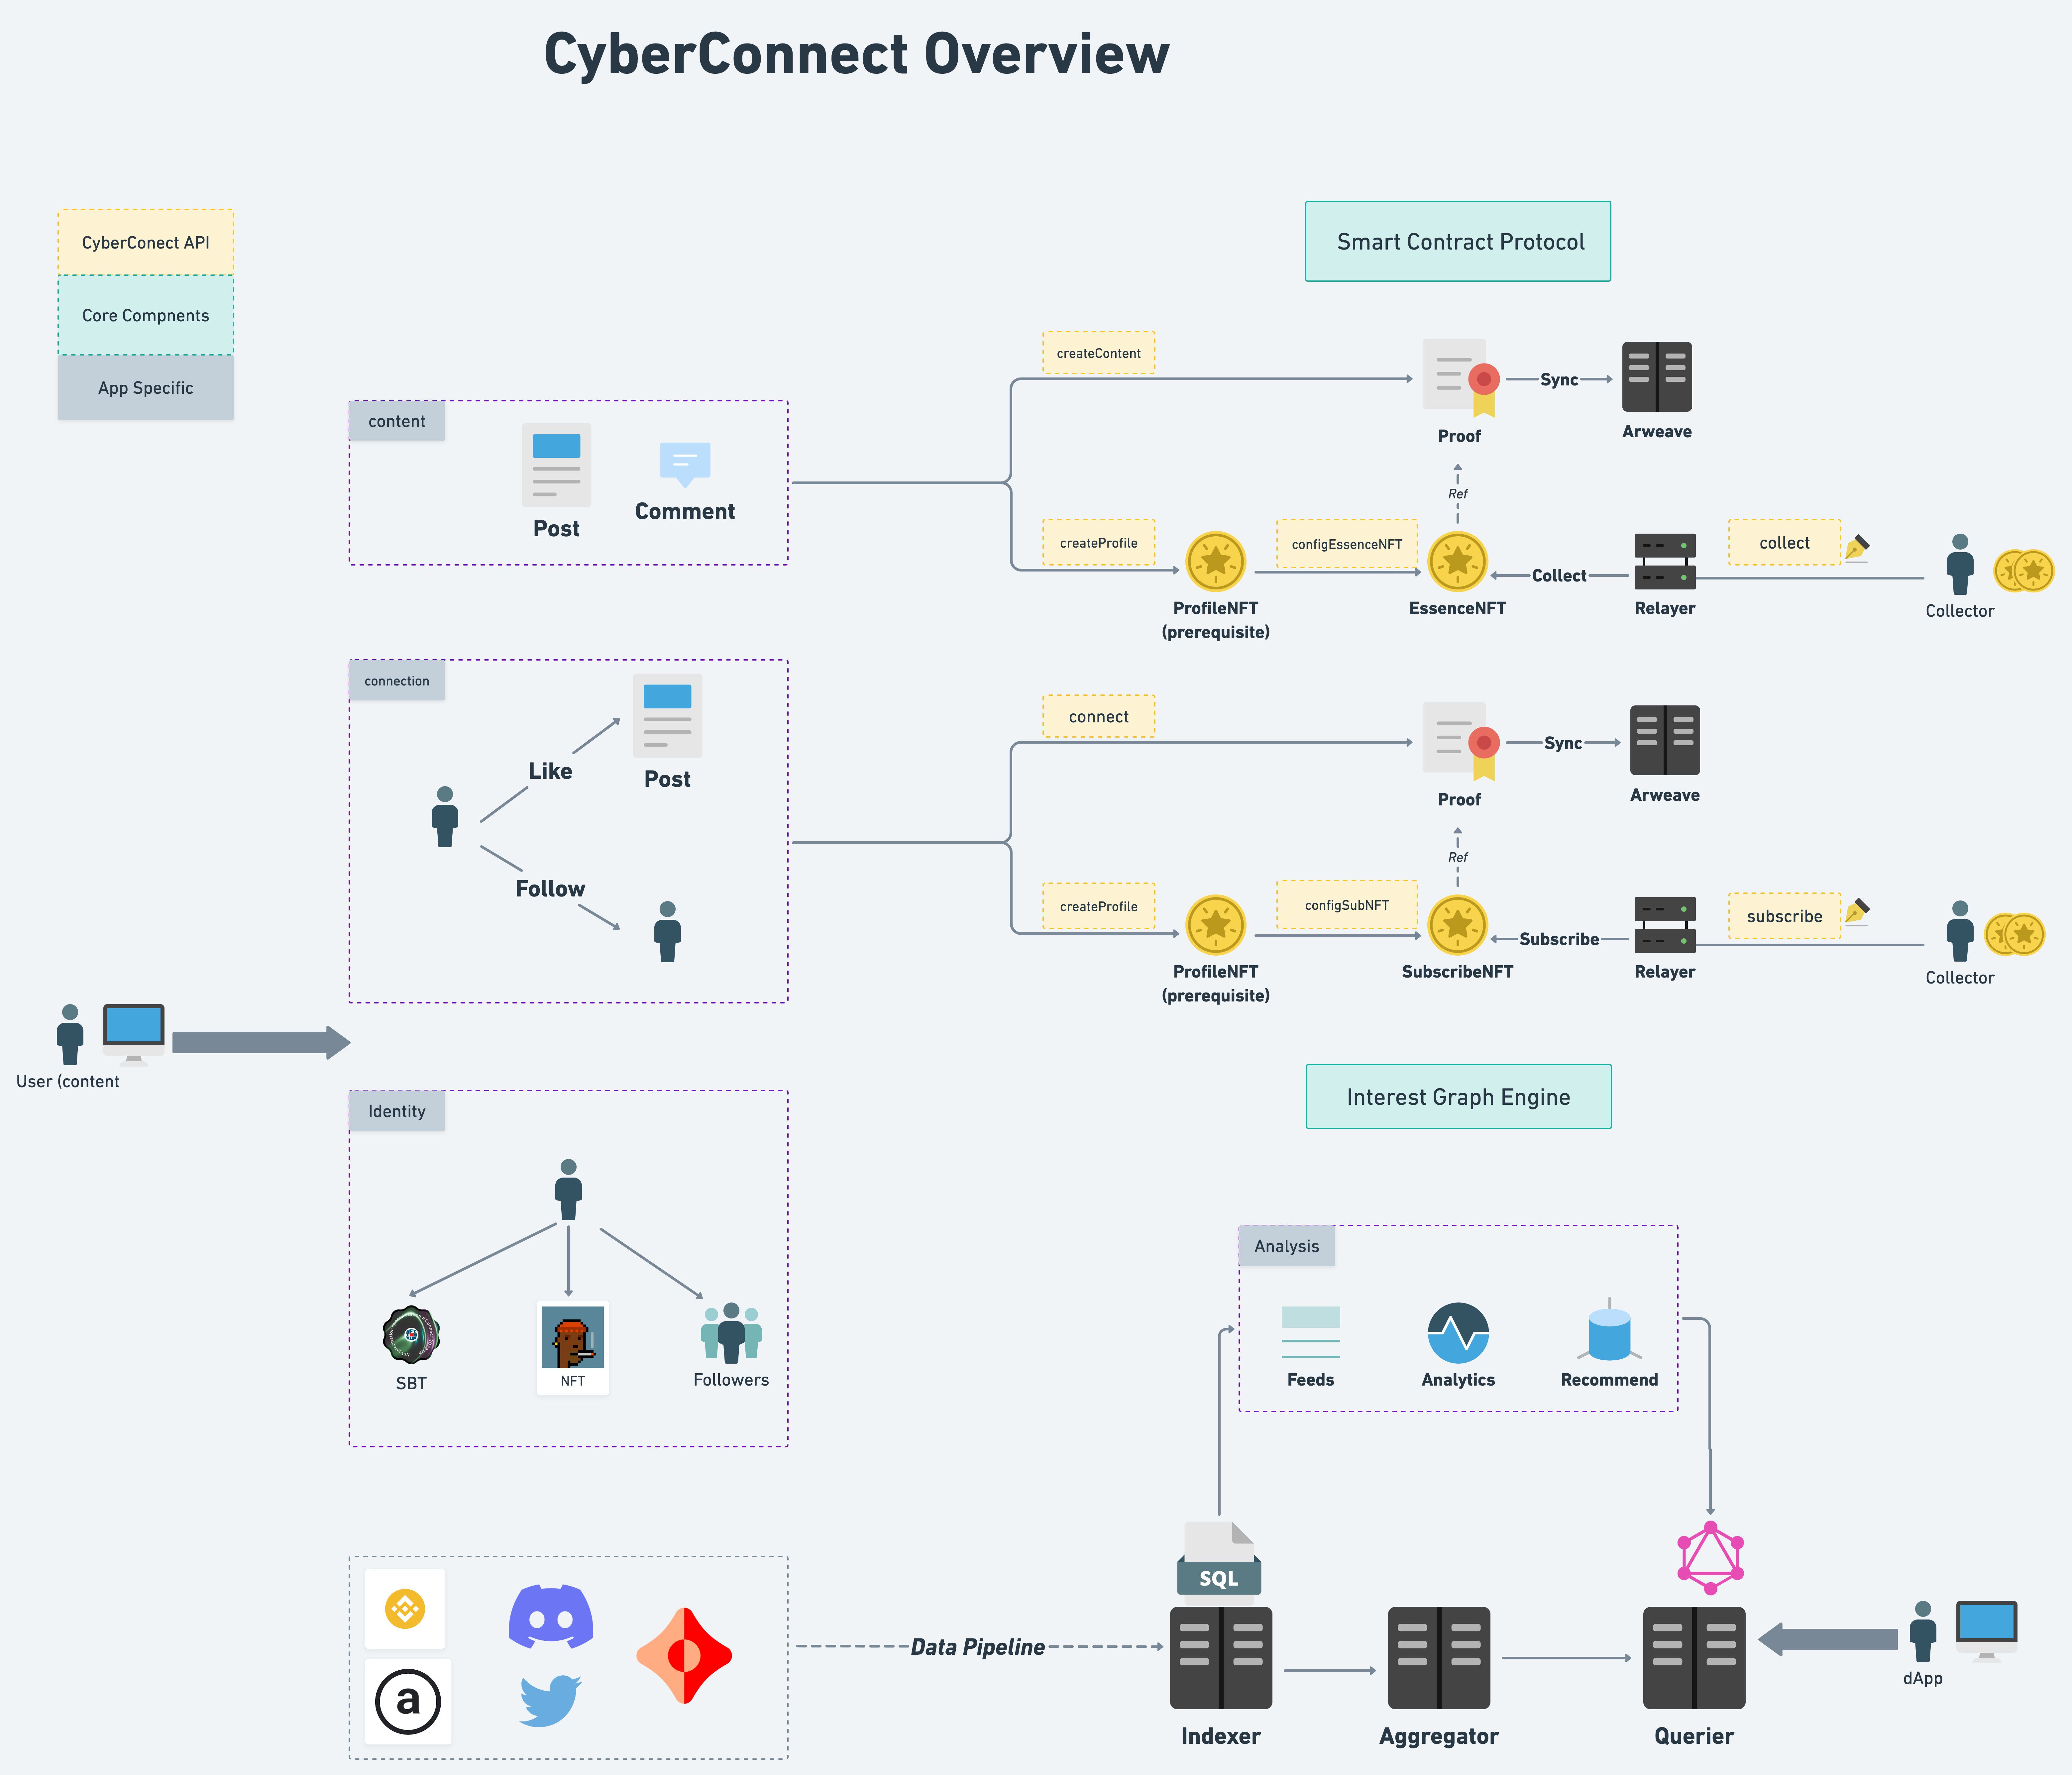 CyberConnect Overview
CyberConect API
Core Compnents
App Specific
Smart Contract Protocol
content
Post
Comment
createContent
Proof
Sync
Arweave
Ref
createProfile
ProfileNFT
(prerequisite)
configEssenceNFT
EssenceNFT
Collect
Relayer
collect
Collector
connection
Like
Post
Follow
connect
Proof
Sync
Arweave
Ref
createProfile
ProfileNFT
(prerequisite)
configSubNFT
SubscribeNFT
Subscribe
Relayer
subscribe
Collector
User (content
Identity
SBT
NFT
Followers
Interest Graph Engine
Analysis
Feeds
Analytics
Recommend
a
Data Pipeline
SQL
Indexer
Aggregator
Querier
dApp